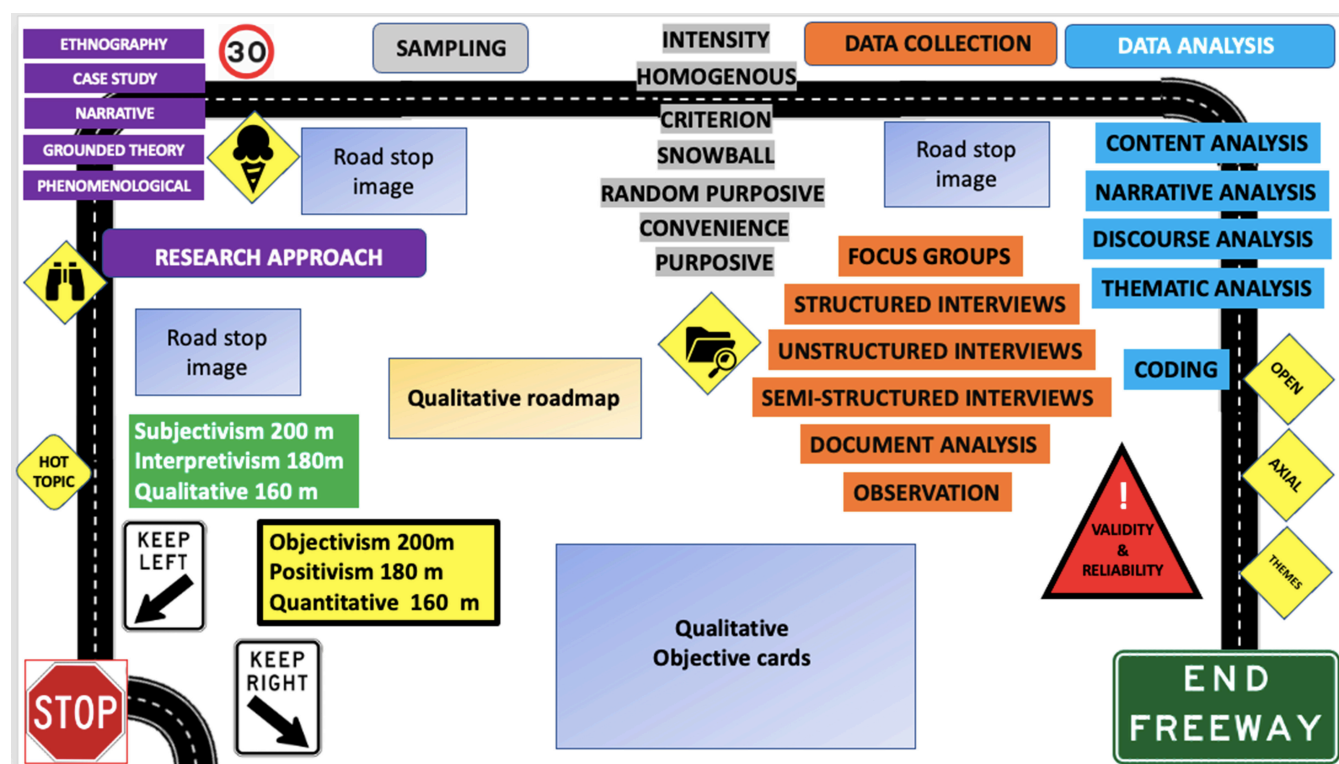 ETHNOGRAPHY
CASE STUDY
NARRATIVE
GROUNDED THEORY
PHENOMENOLOGICAL
30
SAMPLING
INTENSITY
HOMOGENOUS
CRITERION
SNOWBALL
RANDOM PURPOSIVE
CONVENIENCE
PURPOSIVE
DATA COLLECTION
DATA ANALYSIS
Road stop
image
Road stop
image
CONTENT ANALYSIS
NARRATIVE ANALYSIS
DISCOURSE ANALYSIS
THEMATIC ANALYSIS
RESEARCH APPROACH
FOCUS GROUPS
STRUCTURED INTERVIEWS
UNSTRUCTURED INTERVIEWS
SEMI-STRUCTURED INTERVIEWS
DOCUMENT ANALYSIS
OBSERVATION
Road stop
image
Qualitative roadmap
CODING
OPEN
AXIAL
THEMES
Subjectivism 200 m
Interpretivism 180m
Qualitative 160 m
HOT
TOPIC
KEEP
LEFT
Objectivism 200m
Positivism 180 m
Quantitative 160 m
!
VALIDITY
&
RELIABILITY
Qualitative
Objective cards
KEEP
RIGHT
STOP
END
FREEWAY